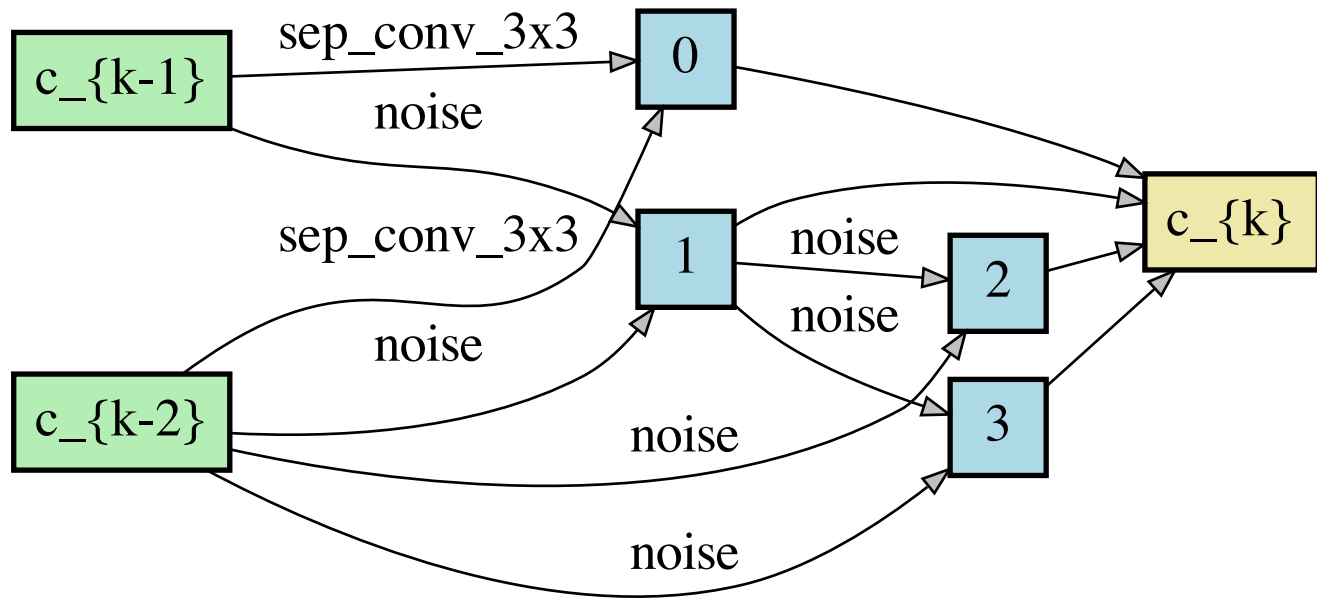 c_{k-1}
sep_conv_3x3
0
noise
c_{k}
sep_conv_3x3
1
noise
2
noise
noise
c_{k-2}
noise
3
noise